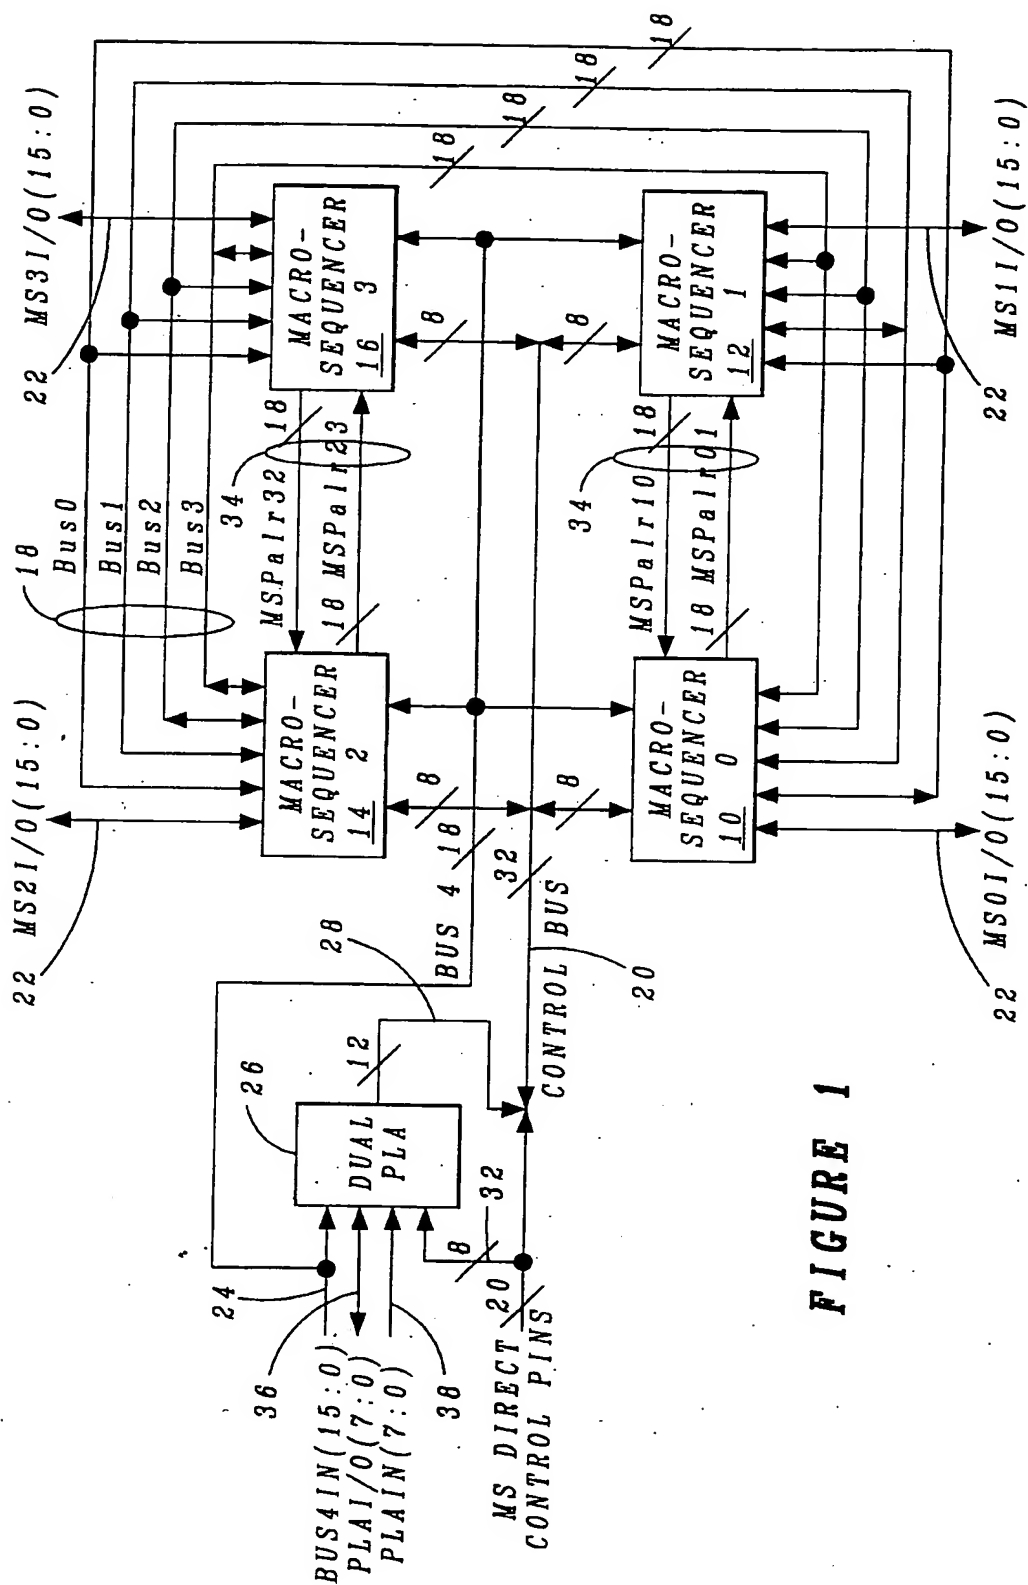 MS2I/O(15:0)
22
MS3I/O(15:0)
22
18
Bus0
Bus1
Bus2
Bus3
18
18
18
18
MACRO-
SEQUENCER
2
14
MSPair32
34
18
18 MSPair23
MACRO-
SEQUENCER
3
16
BUS4IN(15:0)
PLAI/O(7:0)
PLAIN(7:0)
24
36
38
DUAL
PLA
26
12
28
BUS 4
18
8
8
MS DIRECT
CONTROL PINS
20
8
32
CONTROL BUS
32
20
8
8
MACRO-
SEQUENCER
0
10
MSPair10
34
18
18 MSPair01
MACRO-
SEQUENCER
1
12
22
MS0I/O(15:0)
22
MS1I/O(15:0)
FIGURE 1